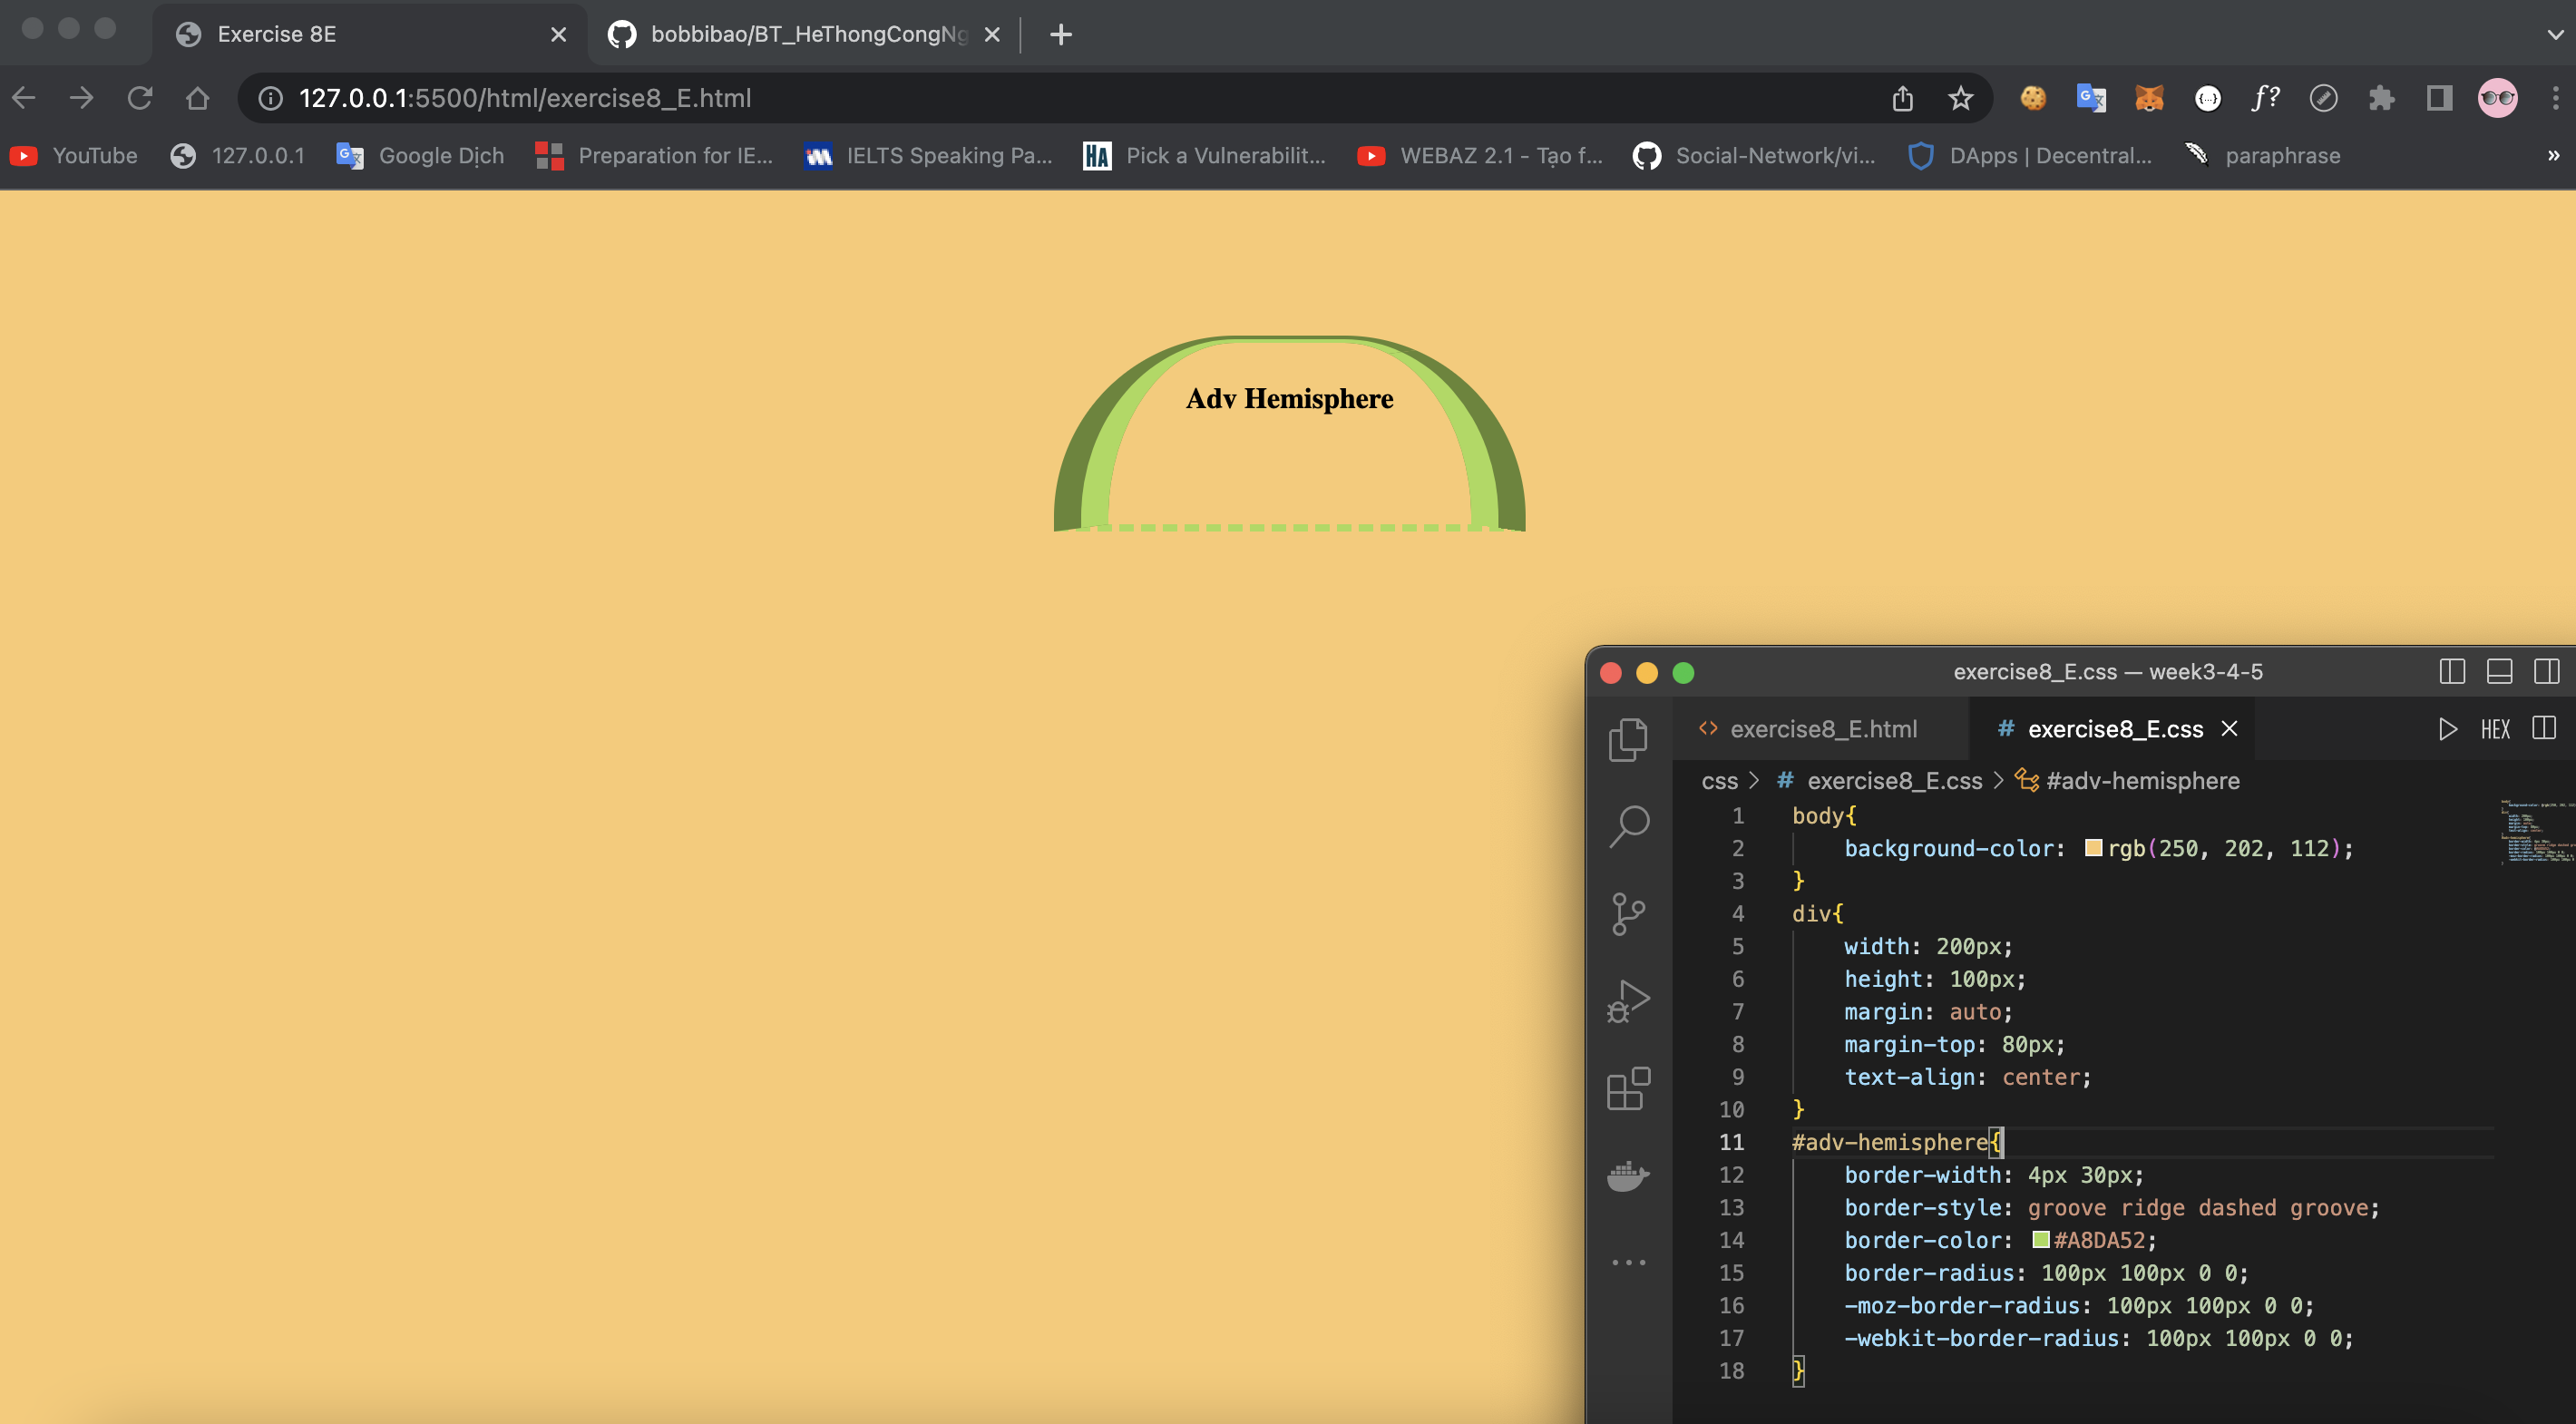 Exercise 8E
bobbibao/BT_HeThongCongNg
127.0.0.1:5500/html/exercise8_E.html
YouTube 127.0.0.1 Google Dịch Preparation for IE... IELTS Speaking Pa... HA Pick a Vulnerabilit... WEBAZ 2.1 - Tạo f... Social-Network/vi... DApps | Decentral... paraphrase »
Adv Hemisphere
exercise8_E.css — week3-4-5
exercise8_E.html # exercise8_E.css HEX
css > # exercise8_E.css > #adv-hemisphere
1 body{
2 background-color: rgb(250, 202, 112);
3 }
4 div{
5 width: 200px;
6 height: 100px;
7 margin: auto;
8 margin-top: 80px;
9 text-align: center;
10 }
11 #adv-hemisphere{
12 border-width: 4px 30px;
13 border-style: groove ridge dashed groove;
14 border-color: #A8DA52;
15 border-radius: 100px 100px 0 0;
16 -moz-border-radius: 100px 100px 0 0;
17 -webkit-border-radius: 100px 100px 0 0;
18 }